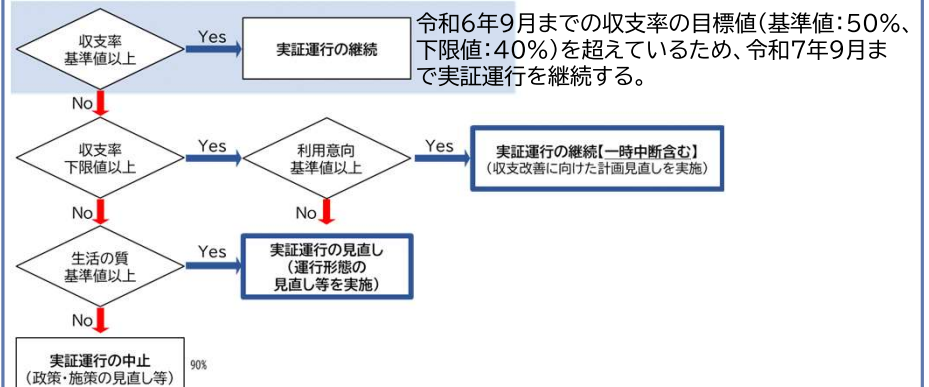 収支率
基準値以上
Yes
実証運行の継続
令和6年9月までの収支率の目標値(基準値:50%、
下限値:40%)を超えているため、令和7年9月ま
で実証運行を継続する。
No
収支率
下限値以上
Yes
利用意向
基準値以上
Yes
実証運行の継続【一時中断含む】
(収支改善に向けた計画見直しを実施)
No
No
生活の質
基準値以上
Yes
実証運行の見直し
(運行形態の
見直し等を実施)
No
実証運行の中止
(政策・施策の見直し等)
90%